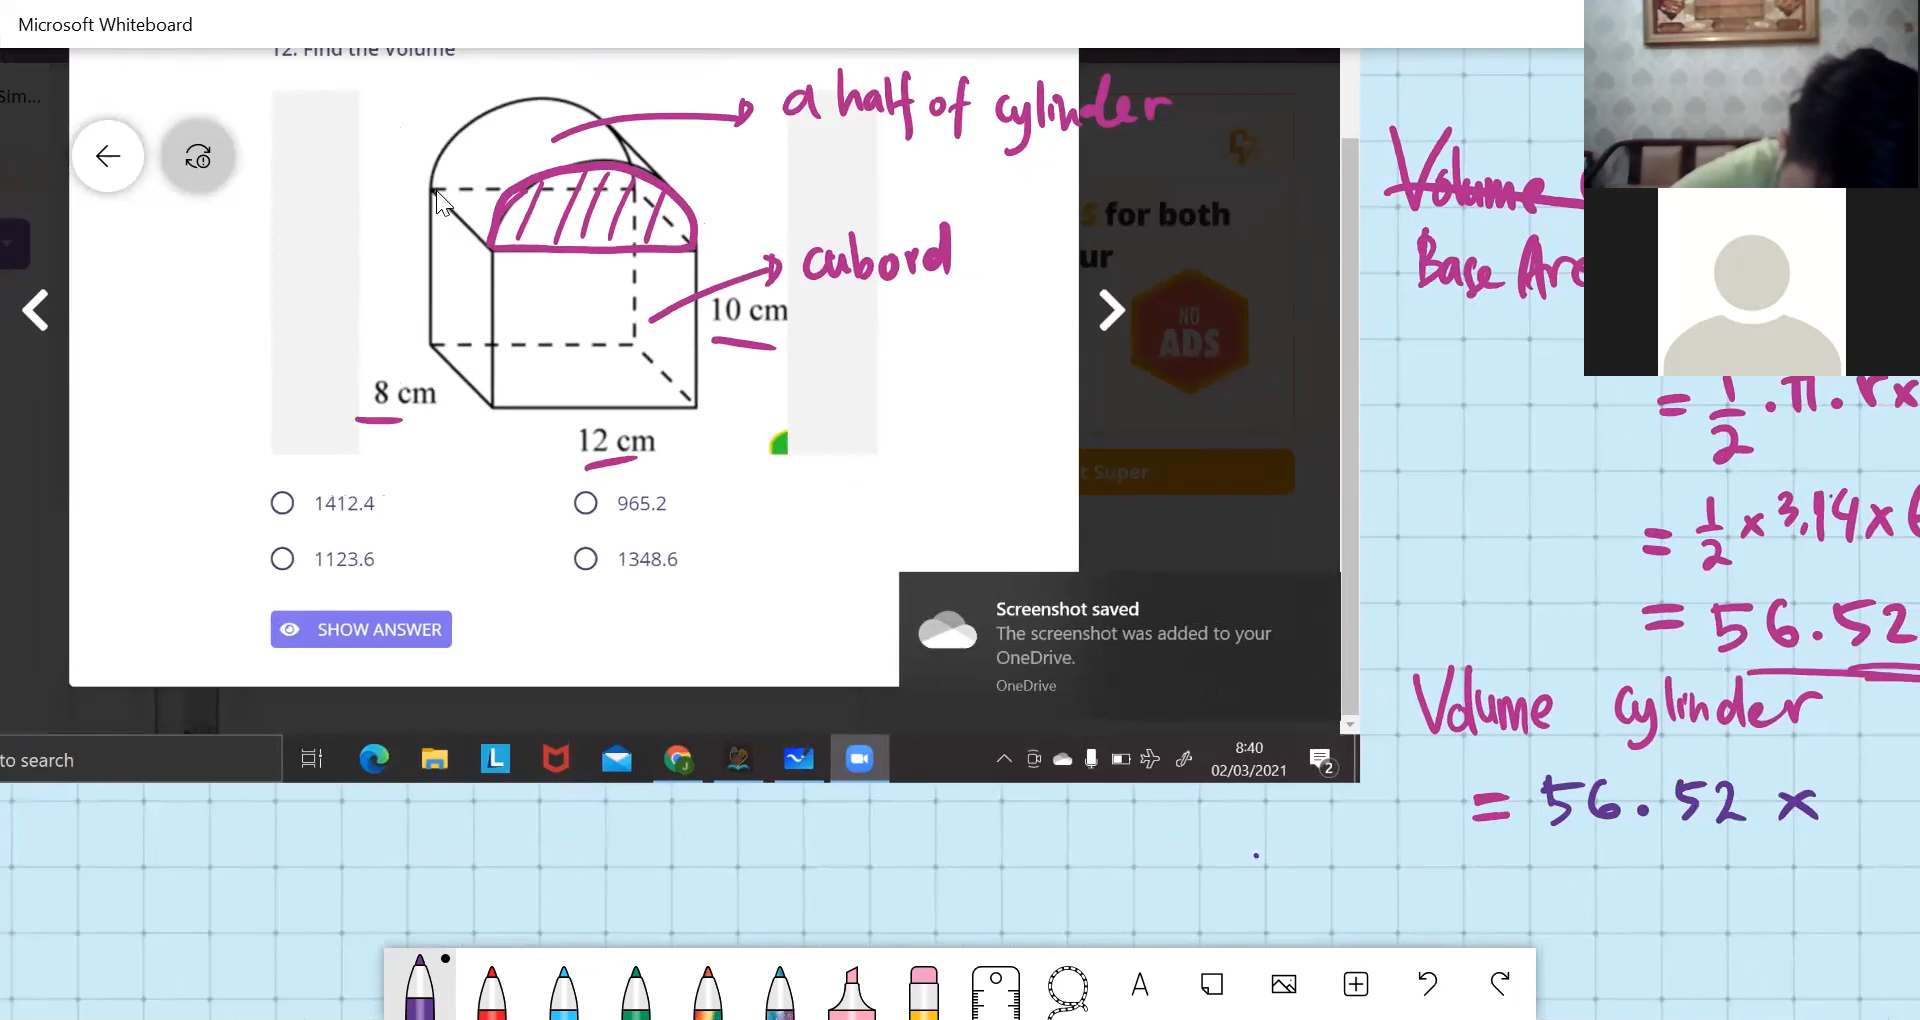 Microsoft Whiteboard
12. Find the Volume
Sim...
a half of cylinder
for both
ur
cubord
10 cm
8 cm
12 cm
NO
ADS
t Super
1412.4
965.2
1123.6
1348.6
SHOW ANSWER
Screenshot saved
The screenshot was added to your
OneDrive.
OneDrive
to search
L
8:40
02/03/2021
2
Volume
Base Are
= 1/2 . π . r x
= 1/2 x 3,14 x
= 56.52
Volume cylinder
= 56.52 x
A